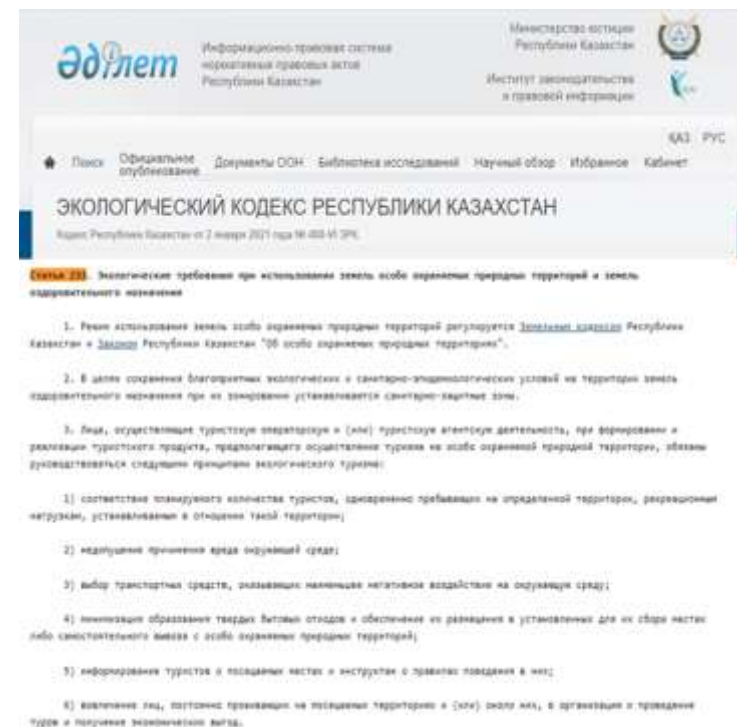 әділет
Информационно-правовая система
нормативных правовых актов
Республики Казахстан
Министерство юстиции
Республики Казахстан
Институт законодательства
и правовой информации
ҚАЗ РУС
Поиск Официальное опубликование Документы ООН Библиотека исследований Научный обзор Избранное Кабинет
ЭКОЛОГИЧЕСКИЙ КОДЕКС РЕСПУБЛИКИ КАЗАХСТАН
Кодекс Республики Казахстан от 2 января 2021 года № 400-VI ЗРК.
Статья 233. Экологические требования при использовании земель особо охраняемых природных территорий и земель
оздоровительного назначения
1. Режим использования земель особо охраняемых природных территорий регулируется Земельным кодексом Республики
Казахстан и Законом Республики Казахстан "Об особо охраняемых природных территориях".
2. В целях сохранения благоприятных экологических и санитарно-эпидемиологических условий на территории земель
оздоровительного назначения при их зонировании устанавливаются санитарно-защитные зоны.
3. Лица, осуществляющие туристскую операторскую и (или) туристскую агентскую деятельность, при формировании и
реализации туристского продукта, предполагающего осуществление туризма на особо охраняемой природной территории, обязаны
руководствоваться следующими принципами экологического туризма:
1) соответствие планируемого количества туристов, одновременно пребывающих на определенной территории, рекреационным
нагрузкам, устанавливаемым в отношении такой территории;
2) недопущение причинения вреда окружающей среде;
3) выбор транспортных средств, оказывающих наименьшее негативное воздействие на окружающую среду;
4) минимизация образования твердых бытовых отходов и обеспечение их размещения в установленных для их сбора местах
либо самостоятельного вывоза с особо охраняемых природных территорий;
5) информирование туристов о посещаемых местах и инструктаж о правилах поведения в них;
6) вовлечение лиц, постоянно проживающих на посещаемых территориях и (или) около них, в организацию и проведение
туров и получение экономических выгод.